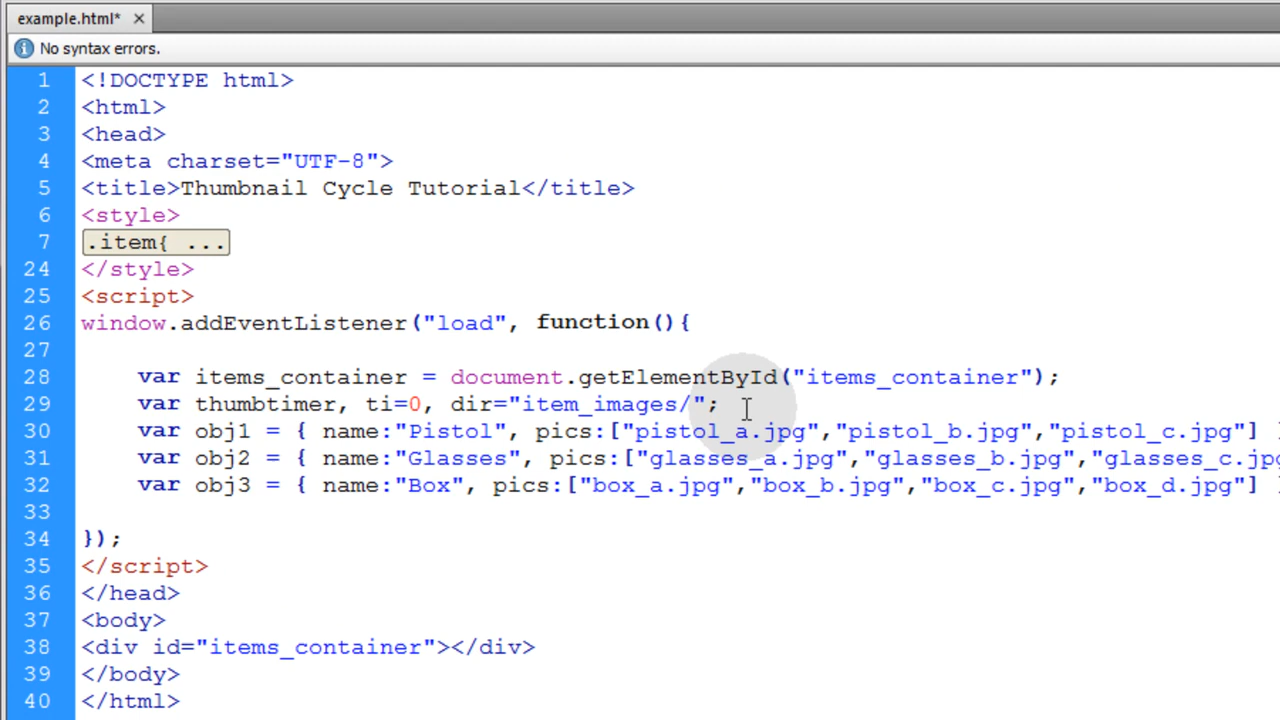 example.html* ×
No syntax errors.
1 <!DOCTYPE html>
2 <html>
3 <head>
4 <meta charset="UTF-8">
5 <title>Thumbnail Cycle Tutorial</title>
6 <style>
7 .item{ ...
24 </style>
25 <script>
26 window.addEventListener("load", function(){
27
28 var items_container = document.getElementById("items_container");
29 var thumbtimer, ti=0, dir="item_images/";
30 var obj1 = { name:"Pistol", pics:["pistol_a.jpg","pistol_b.jpg","pistol_c.jpg"] }
31 var obj2 = { name:"Glasses", pics:["glasses_a.jpg","glasses_b.jpg","glasses_c.jpg
32 var obj3 = { name:"Box", pics:["box_a.jpg","box_b.jpg","box_c.jpg","box_d.jpg"] }
33
34 });
35 </script>
36 </head>
37 <body>
38 <div id="items_container"></div>
39 </body>
40 </html>